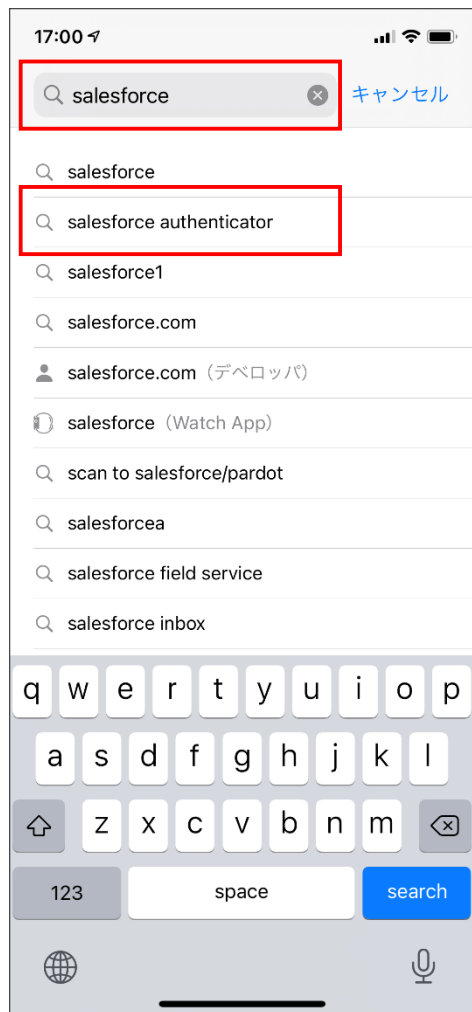 17:00
salesforce
キャンセル
salesforce
salesforce authenticator
salesforce1
salesforce.com
salesforce.com（デベロッパ）
salesforce（Watch App）
scan to salesforce/pardot
salesforcea
salesforce field service
salesforce inbox
q w e r t y u i o p
a s d f g h j k l
z x c v b n m
123 space search